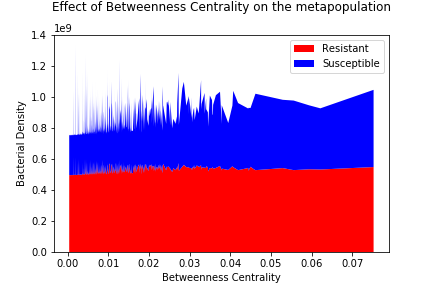 Effect of Betweenness Centrality on the metapopulation
1e9
1.4
1.2
1.0
0.8
0.6
0.4
0.2
0.0
Bacterial Density
Resistant
Susceptible
0.00 0.01 0.02 0.03 0.04 0.05 0.06 0.07
Betweenness Centrality